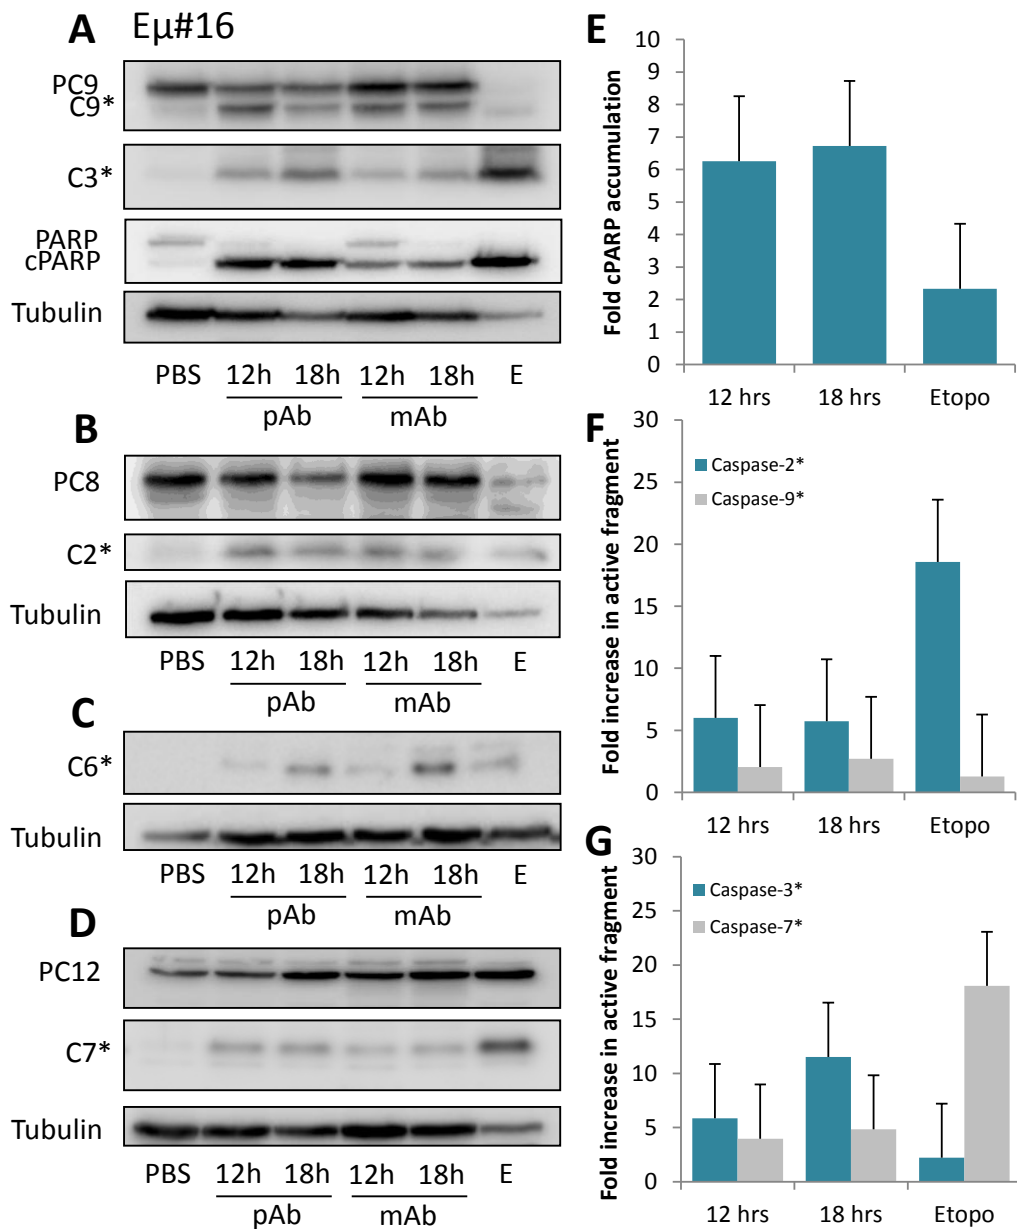 A Eµ#16
PC9
C9*
C3*
PARP
cPARP
Tubulin
PBS 12h 18h 12h 18h E
pAb mAb
B
PC8
C2*
Tubulin
PBS 12h 18h 12h 18h E
pAb mAb
C
C6*
Tubulin
PBS 12h 18h 12h 18h E
pAb mAb
D
PC12
C7*
Tubulin
PBS 12h 18h 12h 18h E
pAb mAb
E
Fold cPARP accumulation
10
9
8
7
6
5
4
3
2
1
0
12 hrs 18 hrs Etopo
F
Fold increase in active fragment
30
25
20
15
10
5
0
Caspase-2*
Caspase-9*
12 hrs 18 hrs Etopo
G
Fold increase in active fragment
30
25
20
15
10
5
0
Caspase-3*
Caspase-7*
12 hrs 18 hrs Etopo